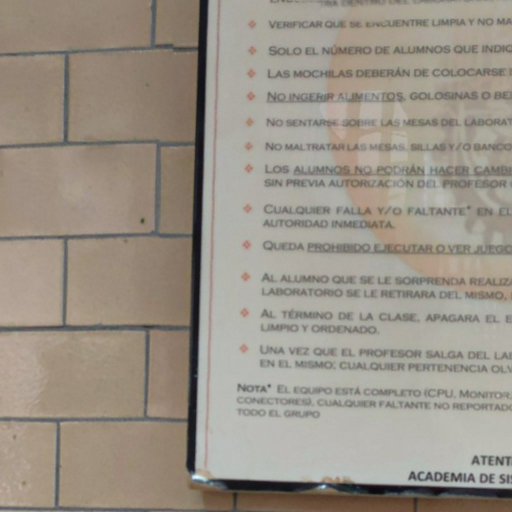 VERIFICAR QUE SE ENCUENTRE LIMPIA Y NO MA
SOLO EL NÚMERO DE ALUMNOS QUE INDIQ
LAS MOCHILAS DEBERÁN DE COLOCARSE
NO INGERIR ALIMENTOS, GOLOSINAS O BE
NO SENTARSE SOBRE LAS MESAS DEL LABORAT
NO MALTRATAR LAS MESAS, SILLAS Y/O BANCO
LOS ALUMNOS NO PODRÁN HACER CAMBI
SIN PREVIA AUTORIZACIÓN DEL PROFESOR
CUALQUIER FALLA Y/O FALTANTE* EN EL
AUTORIDAD INMEDIATA.
QUEDA PROHIBIDO EJECUTAR O VER JUEGO
AL ALUMNO QUE SE LE SORPRENDA REALIZ
LABORATORIO SE LE RETIRARA DEL MISMO,
AL TÉRMINO DE LA CLASE, APAGARA EL E
LIMPIO Y ORDENADO.
UNA VEZ QUE EL PROFESOR SALGA DEL LAB
EN EL MISMO; CUALQUIER PERTENENCIA OLV
NOTA* EL EQUIPO ESTÁ COMPLETO (CPU, MONITOR,
CONECTORES), CUALQUIER FALTANTE NO REPORTADO
TODO EL GRUPO
ATENT
ACADEMIA DE SIS